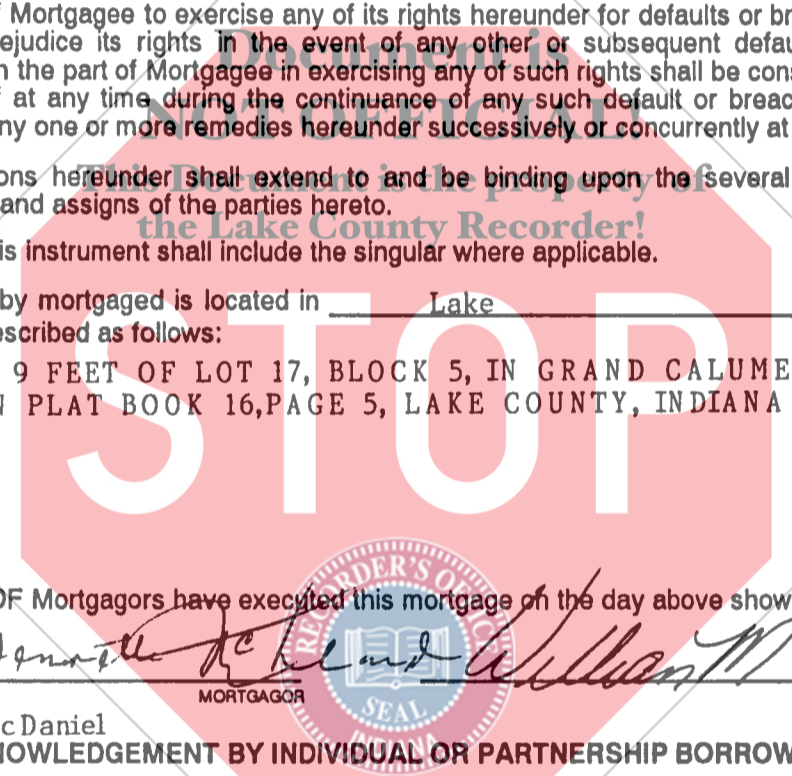 Mortgagee to exercise any of its rights hereunder for defaults or br
ejudice its rights in the event of any other or subsequent defau
Document is
n the part of Mortgagee in exercising any of such rights shall be cons
at any time during the continuance of any such default or breac
NOT OFFICIAL!
ny one or more remedies hereunder successively or concurrently at
ons hereunder shall extend to and be binding upon the several
This Document is the property of
and assigns of the parties hereto.
the Lake County Recorder!
is instrument shall include the singular where applicable.
by mortgaged is located in Lake
escribed as follows:
9 FEET OF LOT 17, BLOCK 5, IN GRAND CALUME
N PLAT BOOK 16,PAGE 5, LAKE COUNTY, INDIANA
STOP
OF Mortgagors have executed this mortgage on the day above show
William M
MORTGAGOR
RECORDER'S OFFICE
SEAL
INDIANA
c Daniel
NOWLEDGEMENT BY INDIVIDUAL OR PARTNERSHIP BORROW